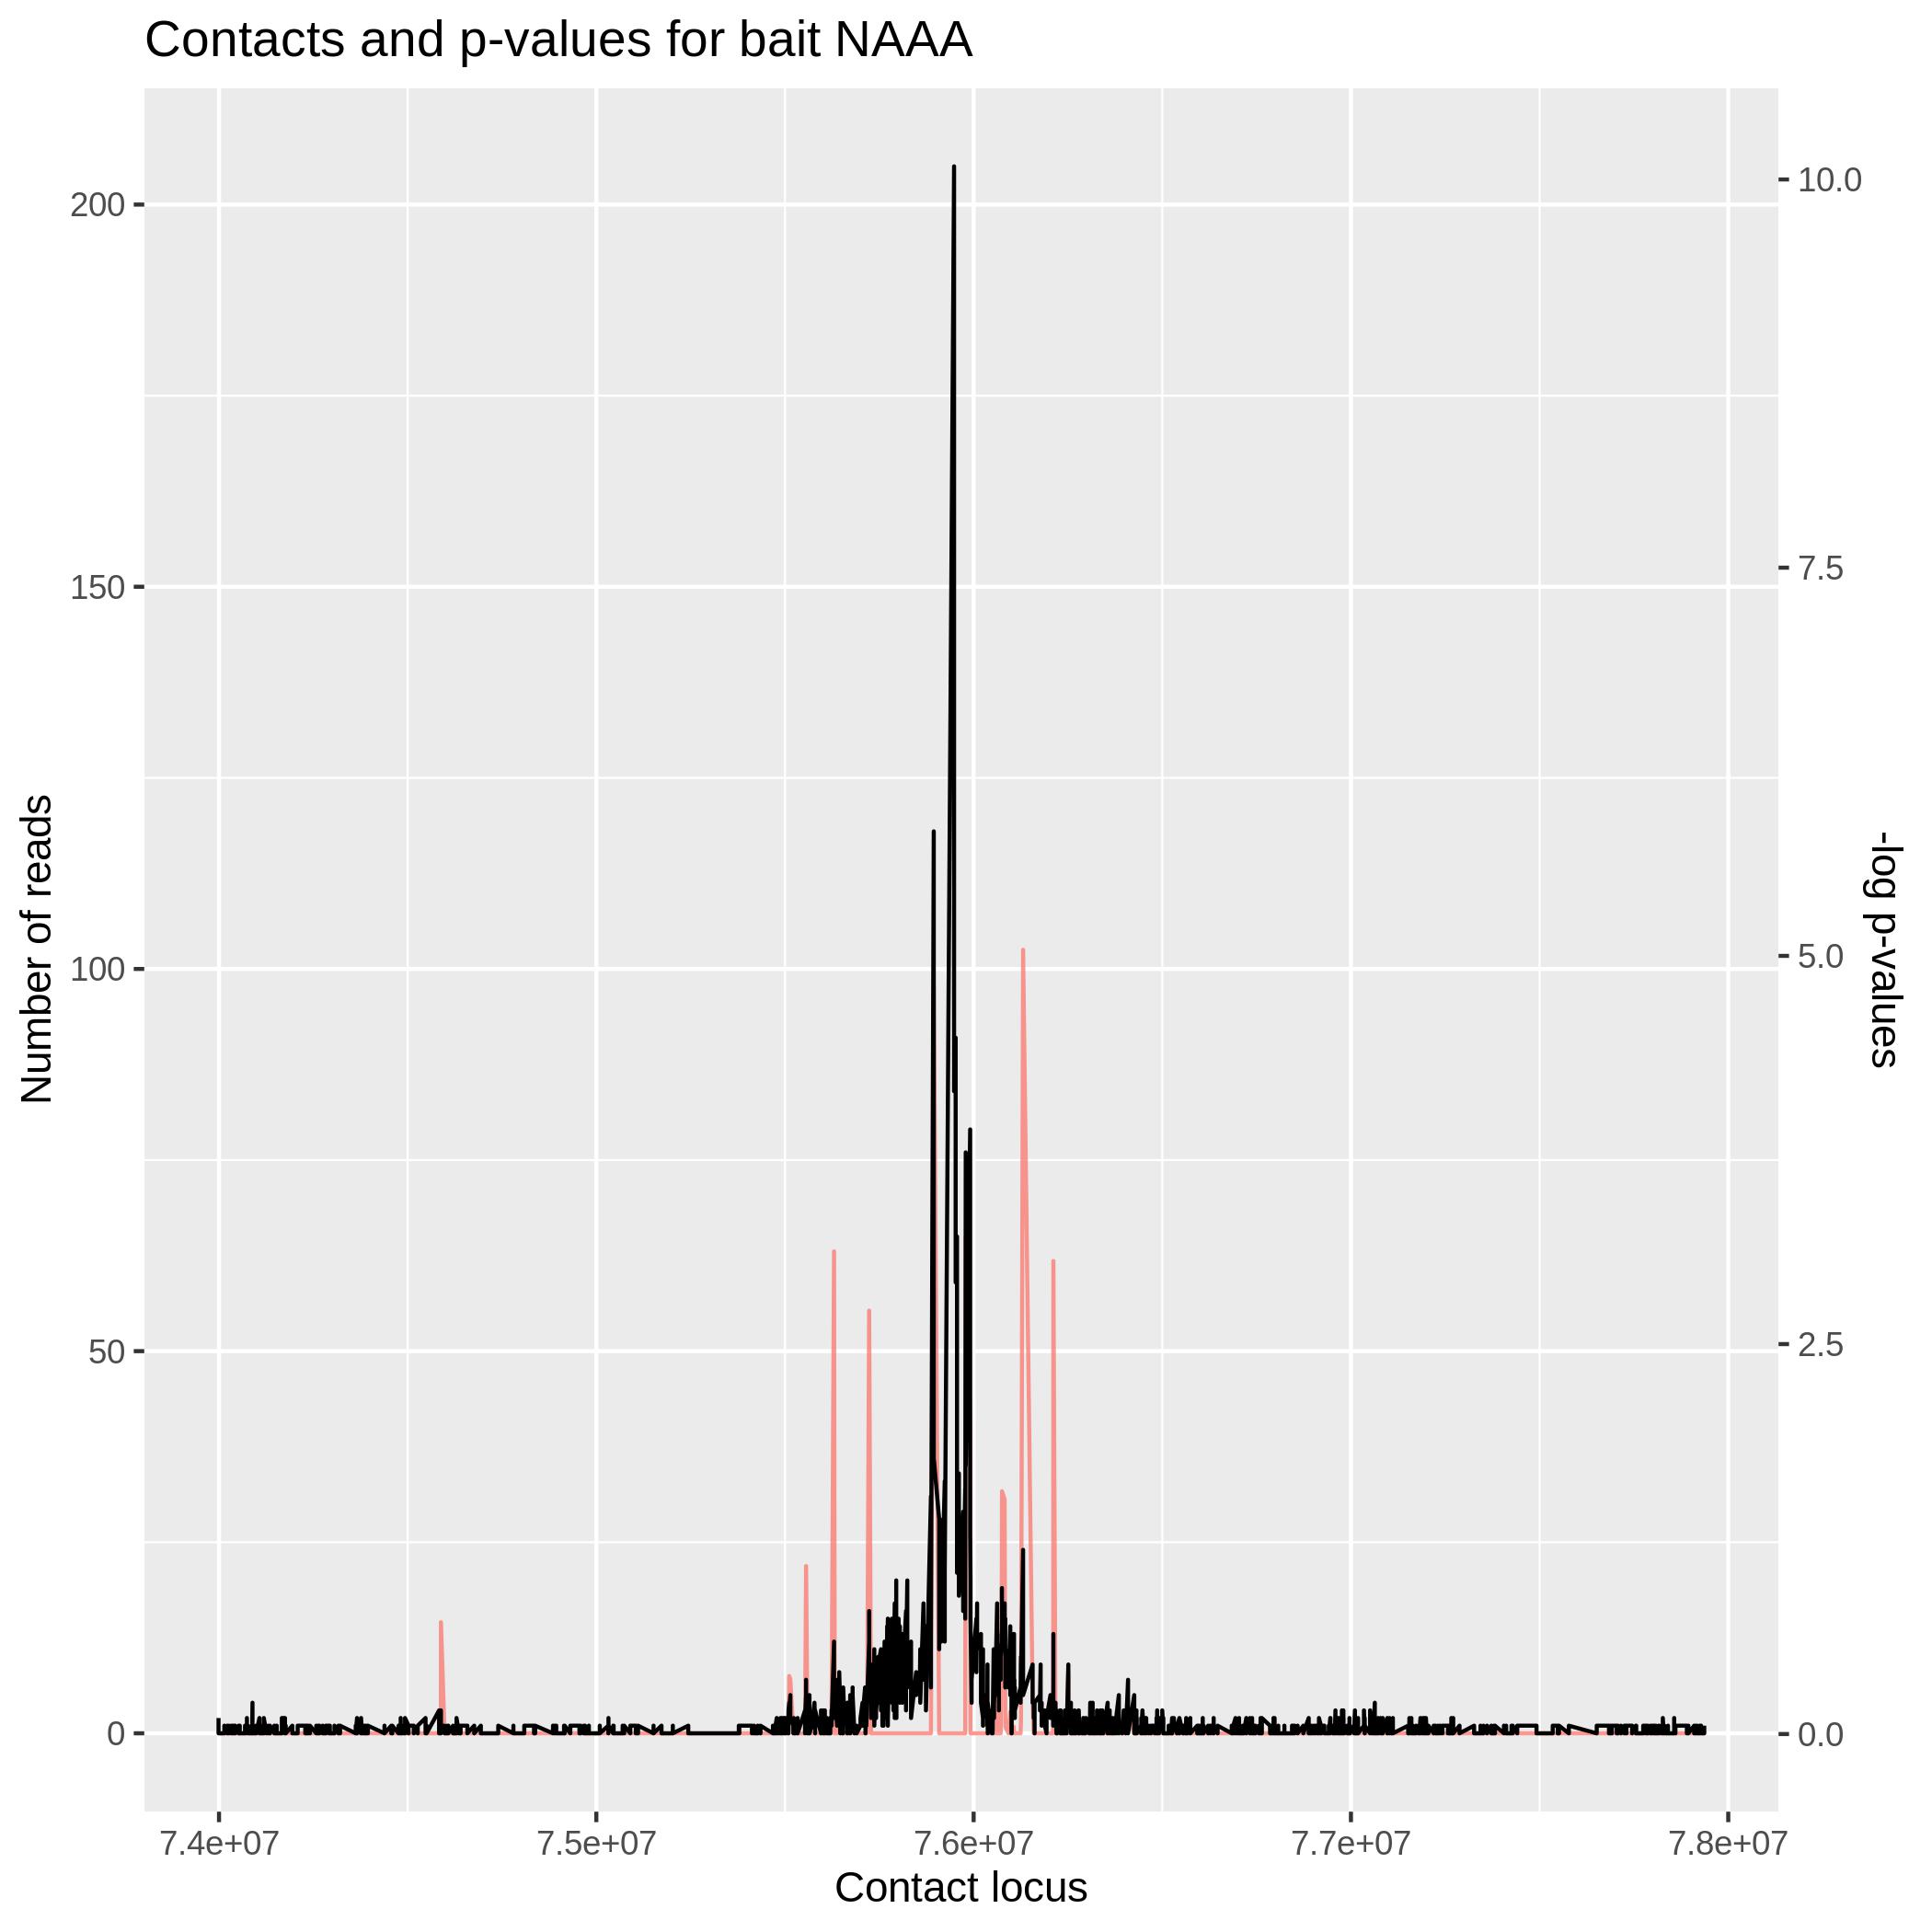 Contacts and p-values for bait NAAA
200
150
100
50
0
Number of reads
10.0
7.5
5.0
2.5
0.0
-log p-values
7.4e+07 7.5e+07 7.6e+07 7.7e+07 7.8e+07
Contact locus